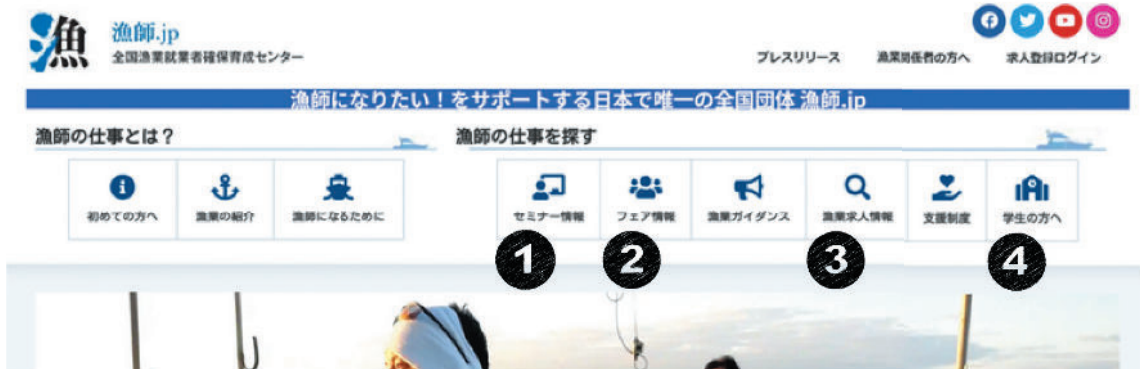 漁
漁師.jp
全国漁業就業者確保育成センター
プレスリリース
漁業関係者の方へ
求人登録ログイン
漁師になりたい！をサポートする日本で唯一の全国団体 漁師.jp
漁師の仕事とは？
漁師の仕事を探す
初めての方へ
漁業の紹介
漁師になるために
セミナー情報
フェア情報
漁業ガイダンス
漁業求人情報
支援制度
学生の方へ
1
2
3
4